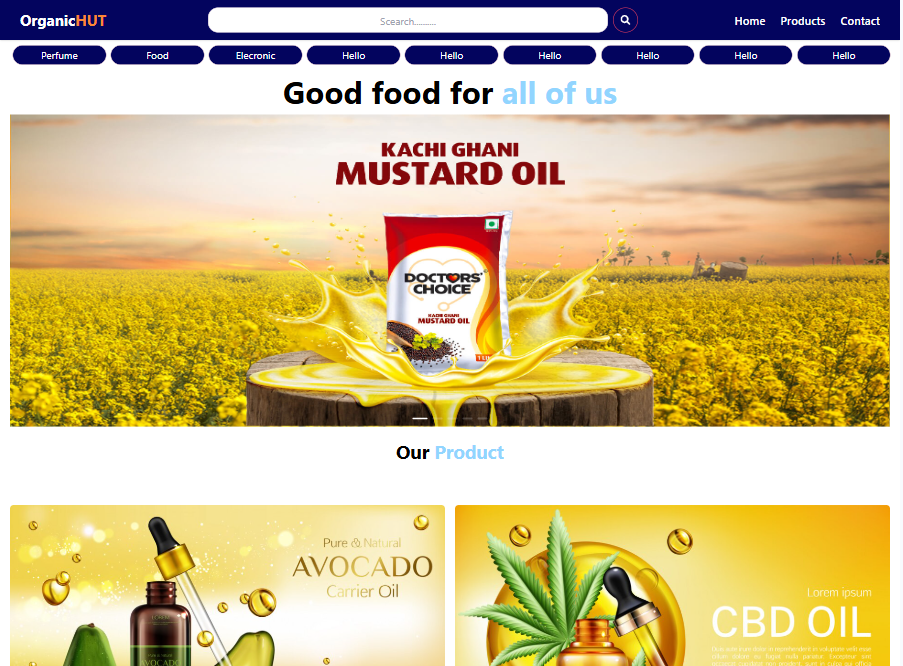 OrganicHUT
Scearch..........
Home Products Contact
Perfume Food Elecronic Hello Hello Hello Hello Hello Hello
Good food for all of us
KACHI GHANI
MUSTARD OIL
DOCTORS'
CHOICE
KACHI GHANI
MUSTARD OIL
Our Product
Pure & Natural
AVOCADO
Carrier Oil
AVOCADO
Lorem ipsum
CBD OIL